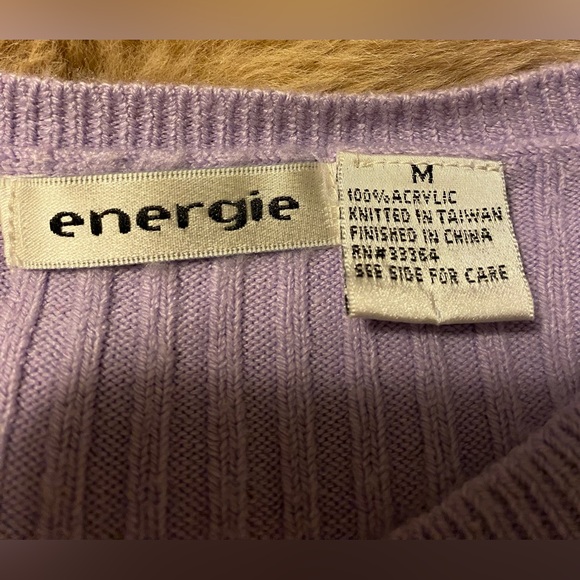 energie
M
100% ACRYLIC
KNITTED IN TAIWAN
FINISHED IN CHINA
RN#33364
SEE SIDE FOR CARE